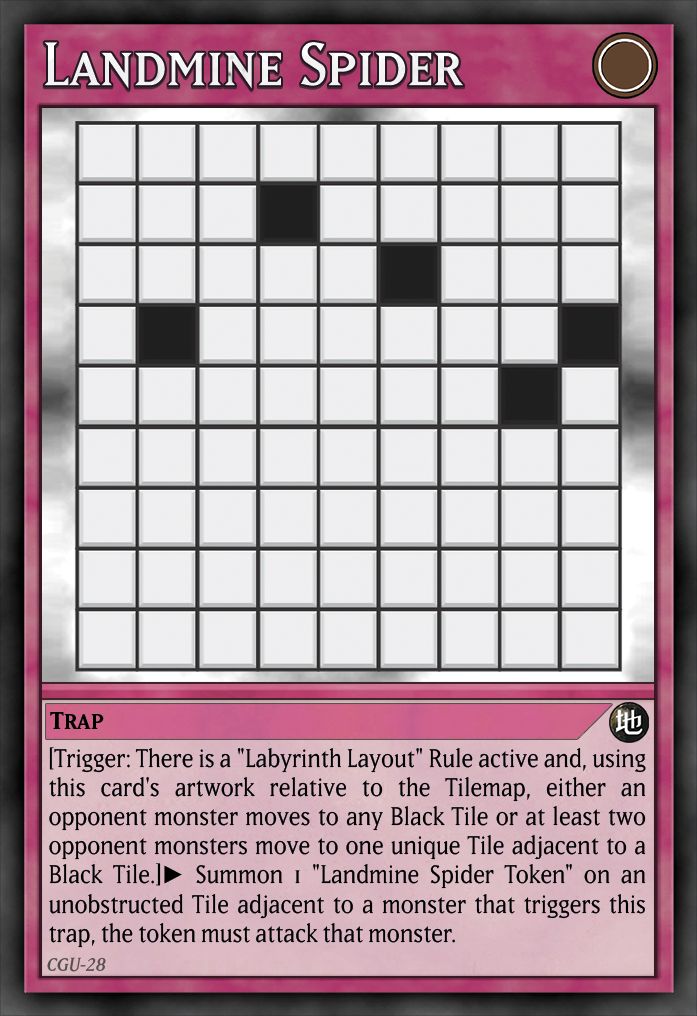 LANDMINE SPIDER
TRAP
[Trigger: There is a "Labyrinth Layout" Rule active and, using
this card's artwork relative to the Tilemap, either an
opponent monster moves to any Black Tile or at least two
opponent monsters move to one unique Tile adjacent to a
Black Tile.]► Summon 1 "Landmine Spider Token" on an
unobstructed Tile adjacent to a monster that triggers this
trap, the token must attack that monster.
CGU-28